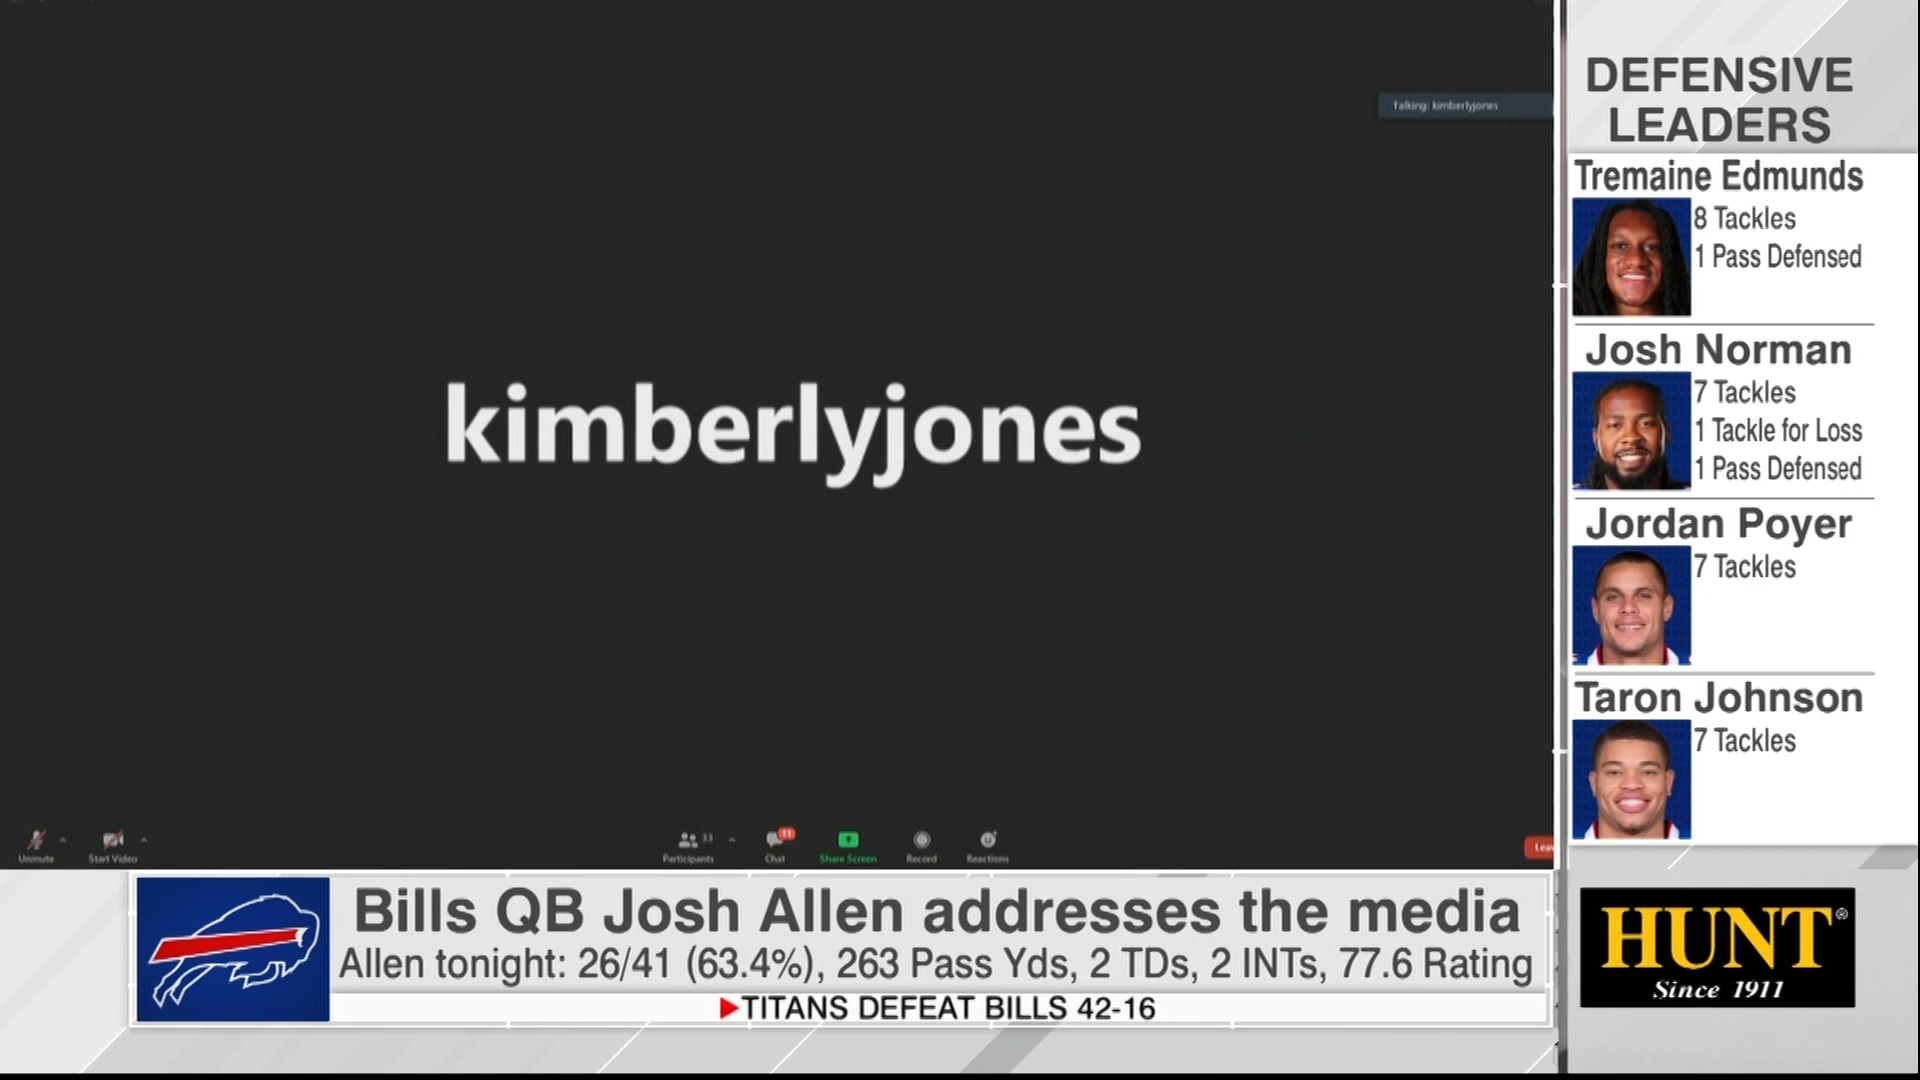 Talking: kimberlyjones
kimberlyjones
Unmute
Start Video
33
Participants
11
Chat
Share Screen
Record
Reactions
Lea
DEFENSIVE
LEADERS
Tremaine Edmunds
8 Tackles
1 Pass Defensed
Josh Norman
7 Tackles
1 Tackle for Loss
1 Pass Defensed
Jordan Poyer
7 Tackles
Taron Johnson
7 Tackles
Bills QB Josh Allen addresses the media
Allen tonight: 26/41 (63.4%), 263 Pass Yds, 2 TDs, 2 INTs, 77.6 Rating
TITANS DEFEAT BILLS 42-16
HUNT®
Since 1911